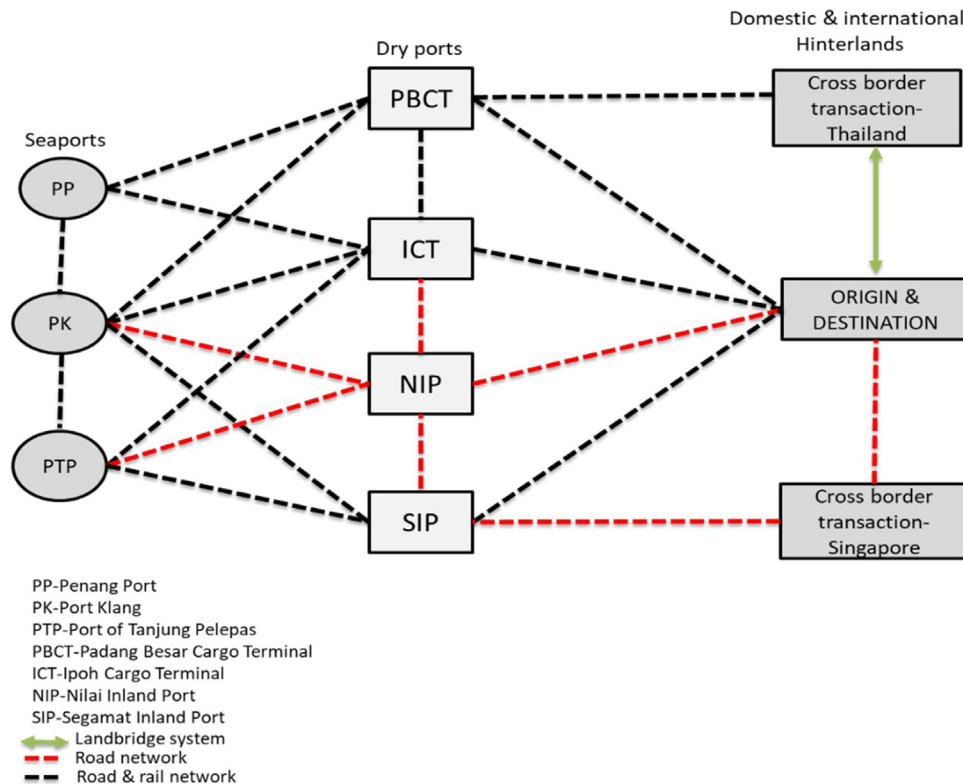 Domestic & international
Hinterlands
Dry ports
Seaports
PP
PK
PTP
PBCT
ICT
NIP
SIP
Cross border
transaction-
Thailand
ORIGIN &
DESTINATION
Cross border
transaction-
Singapore
PP-Penang Port
PK-Port Klang
PTP-Port of Tanjung Pelepas
PBCT-Padang Besar Cargo Terminal
ICT-Ipoh Cargo Terminal
NIP-Nilai Inland Port
SIP-Segamat Inland Port
Landbridge system
Road network
Road & rail network